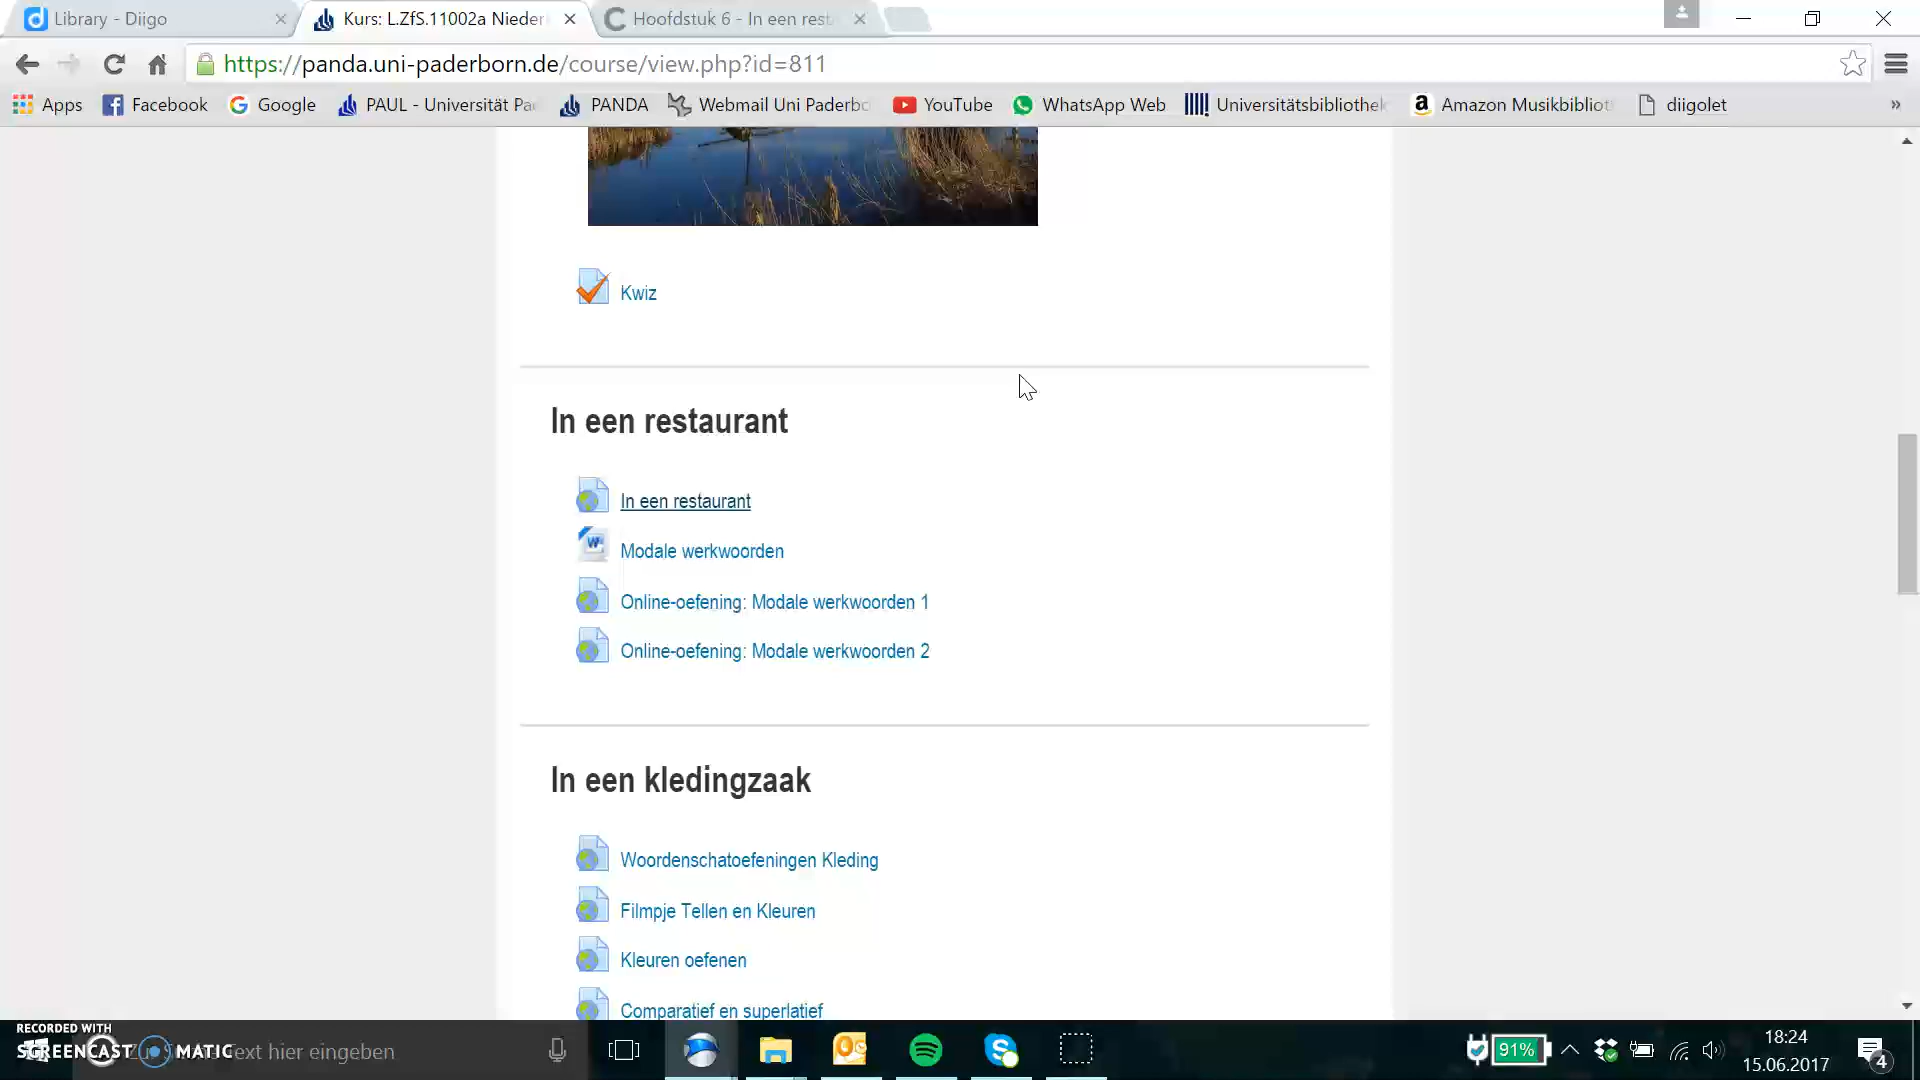 Library - Diigo
Kurs: L.ZfS.11002a Nieder
Hoofdstuk 6 - In een rest
https://panda.uni-paderborn.de/course/view.php?id=811
Apps
Facebook
Google
PAUL - Universität Pa
PANDA
Webmail Uni Paderbo
YouTube
WhatsApp Web
Universitätsbibliothek
Amazon Musikbibliot
diigolet
»
Kwiz
In een restaurant
In een restaurant
Modale werkwoorden
Online-oefening: Modale werkwoorden 1
Online-oefening: Modale werkwoorden 2
In een kledingzaak
Woordenschatoefeningen Kleding
Filmpje Tellen en Kleuren
Kleuren oefenen
Comparatief en superlatief
RECORDED WITH
SCREENCAST MATIC
Text hier eingeben
91%
18:24
15.06.2017
4